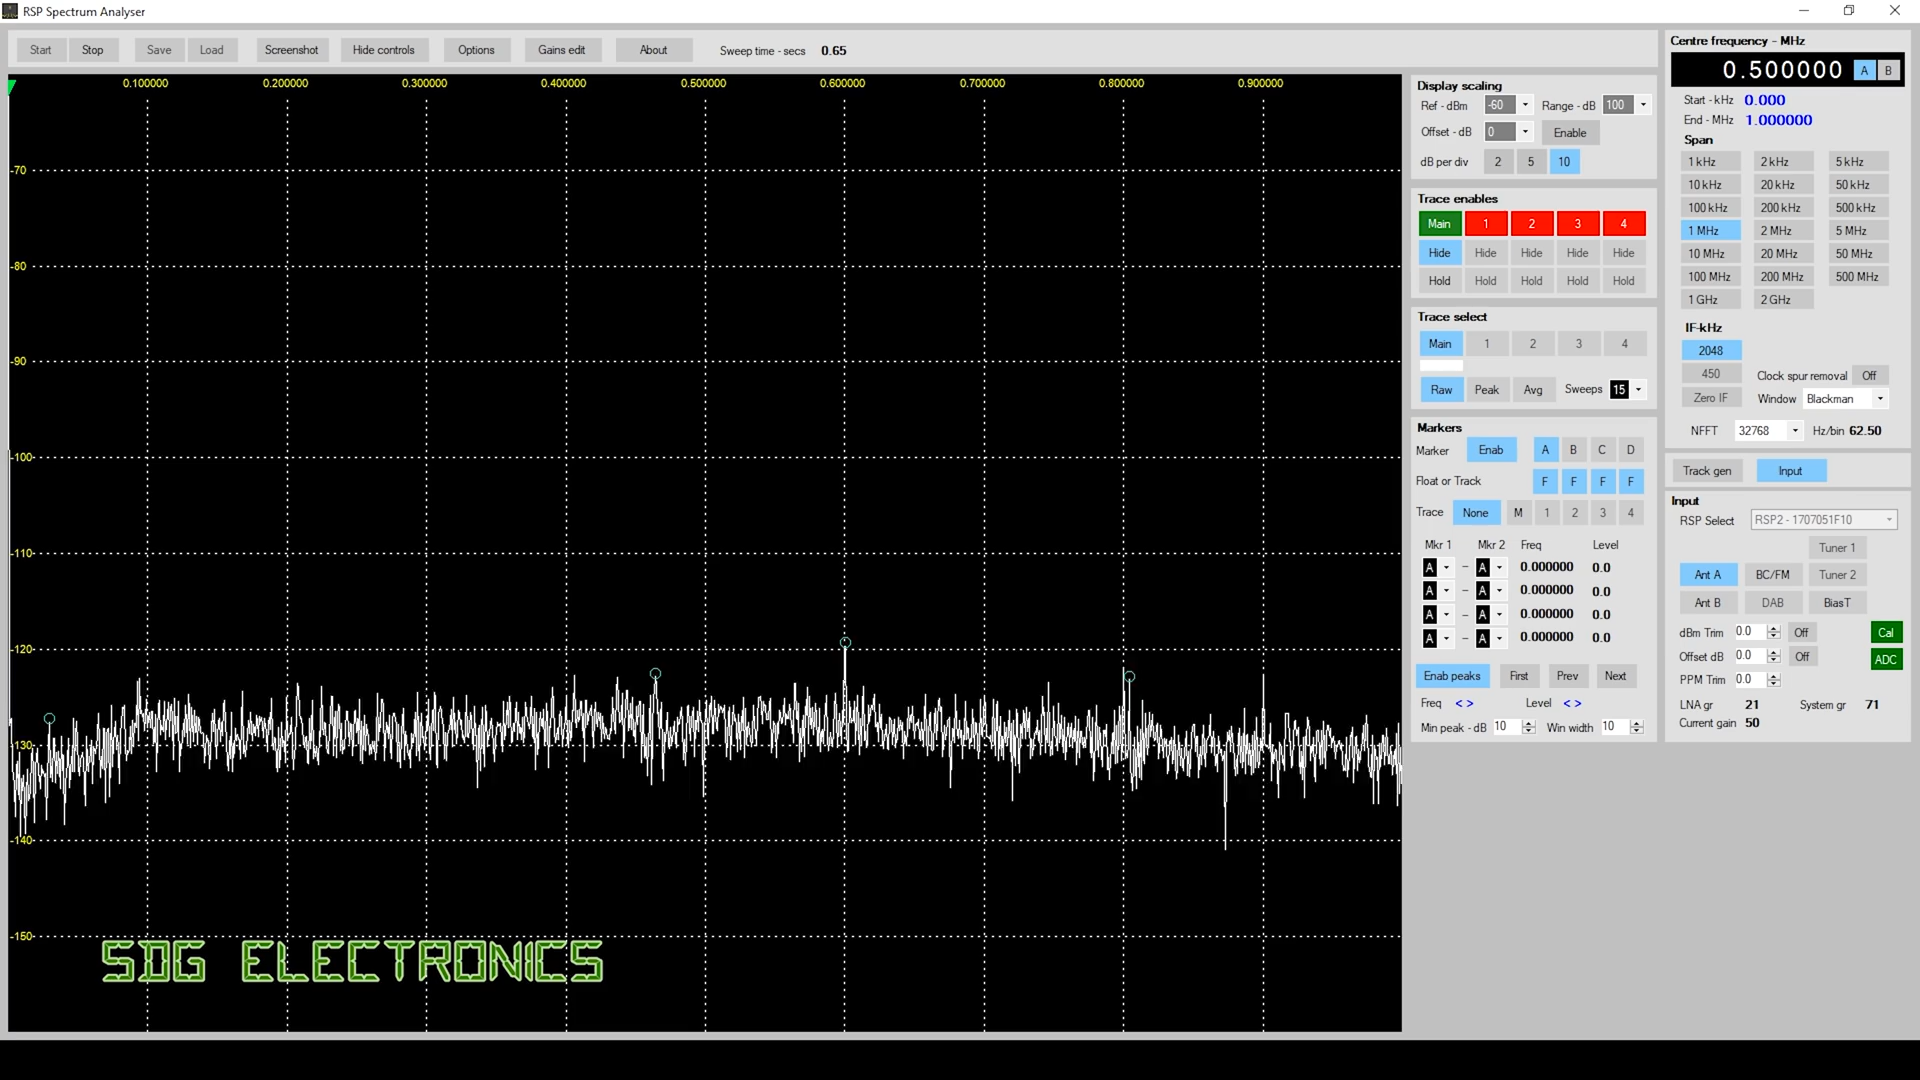 RSP Spectrum Analyser
Start Stop Save Load Screenshot Hide controls Options Gains edit About Sweep time - secs 0.65
0.100000 0.200000 0.300000 0.400000 0.500000 0.600000 0.700000 0.800000 0.900000
-70
-80
-90
-100
-110
-120
-130
-140
-150
SDG ELECTRONICS
Display scaling
Ref - dBm -60 Range - dB 100
Offset - dB 0 Enable
dB per div 2 5 10
Trace enables
Main 1 2 3 4
Hide Hide Hide Hide Hide
Hold Hold Hold Hold Hold
Trace select
Main 1 2 3 4
Raw Peak Avg Sweeps 15
Markers
Marker Enab A B C D
Float or Track F F F F
Trace None M 1 2 3 4
Mkr 1 Mkr 2 Freq Level
A - A 0.000000 0.0
A - A 0.000000 0.0
A - A 0.000000 0.0
A - A 0.000000 0.0
Enab peaks First Prev Next
Freq < > Level < >
Min peak - dB 10 Win width 10
Centre frequency - MHz
0.500000 A B
Start - kHz 0.000
End - MHz 1.000000
Span
1 kHz 2 kHz 5 kHz
10 kHz 20 kHz 50 kHz
100 kHz 200 kHz 500 kHz
1 MHz 2 MHz 5 MHz
10 MHz 20 MHz 50 MHz
100 MHz 200 MHz 500 MHz
1 GHz 2 GHz
IF-kHz
2048
450 Clock spur removal Off
Zero IF Window Blackman
NFFT 32768 Hz/bin 62.50
Track gen Input
Input
RSP Select RSP2 - 1707051F10
Tuner 1
Ant A BC/FM Tuner 2
Ant B DAB BiasT
dBm Trim 0.0 Off Cal
Offset dB 0.0 Off ADC
PPM Trim 0.0
LNA gr 21 System gr 71
Current gain 50